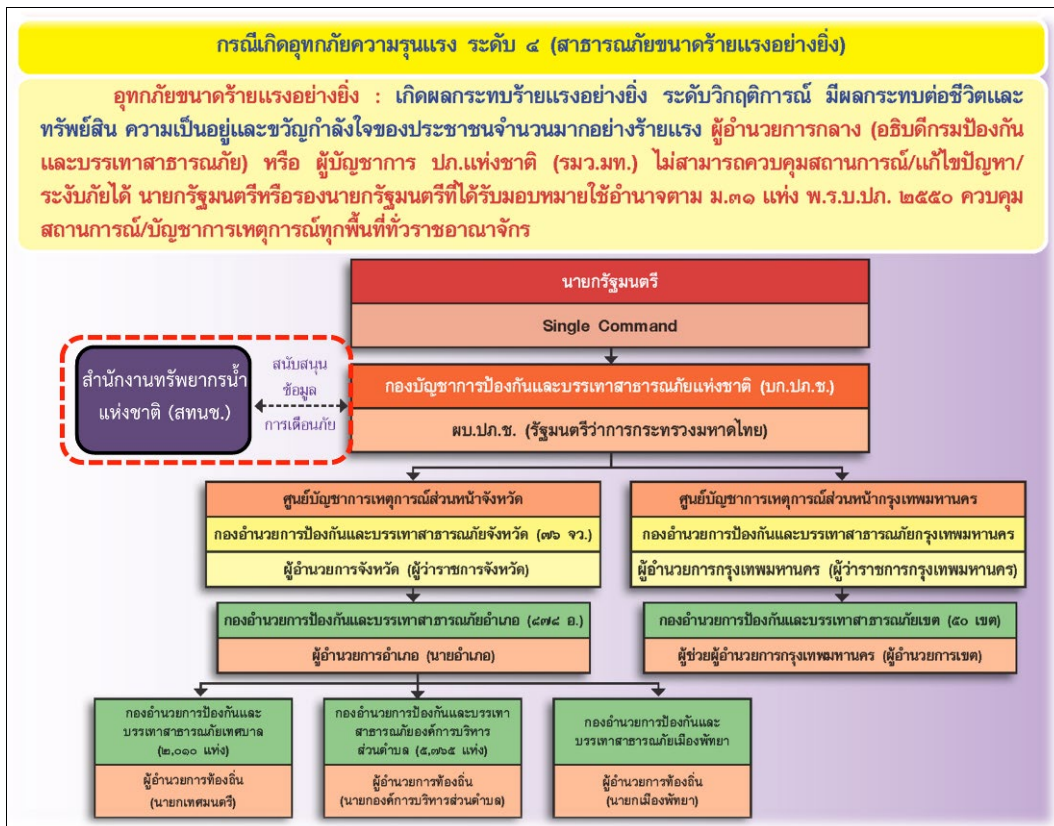 กรณีเกิดอุทกภัยความรุนแรง ระดับ ๔ (สาธารณภัยขนาดร้ายแรงอย่างยิ่ง)
อุทกภัยขนาดร้ายแรงอย่างยิ่ง : เกิดผลกระทบร้ายแรงอย่างยิ่ง ระดับวิกฤติการณ์ มีผลกระทบต่อชีวิตและ
ทรัพย์สิน ความเป็นอยู่และขวัญกำลังใจของประชาชนจำนวนมากอย่างร้ายแรง ผู้อำนวยการกลาง (อธิบดีกรมป้องกัน
และบรรเทาสาธารณภัย) หรือ ผู้บัญชาการ ปภ.แห่งชาติ (รมว.มท.) ไม่สามารถควบคุมสถานการณ์/แก้ไขปัญหา/
ระงับภัยได้ นายกรัฐมนตรีหรือรองนายกรัฐมนตรีที่ได้รับมอบหมายใช้อำนาจตาม ม.๓๑ แห่ง พ.ร.บ.ปภ. ๒๕๕๐ ควบคุม
สถานการณ์/บัญชาการเหตุการณ์ทุกพื้นที่ทั่วราชอาณาจักร
นายกรัฐมนตรี
Single Command
สำนักงานทรัพยากรน้ำ
แห่งชาติ (สทนช.)
สนับสนุน
ข้อมูล
การเตือนภัย
กองบัญชาการป้องกันและบรรเทาสาธารณภัยแห่งชาติ (บก.ปภ.ช.)
ผบ.ปภ.ช. (รัฐมนตรีว่าการกระทรวงมหาดไทย)
ศูนย์บัญชาการเหตุการณ์ส่วนหน้าจังหวัด
กองอำนวยการป้องกันและบรรเทาสาธารณภัยจังหวัด (๗๖ จว.)
ผู้อำนวยการจังหวัด (ผู้ว่าราชการจังหวัด)
ศูนย์บัญชาการเหตุการณ์ส่วนหน้ากรุงเทพมหานคร
กองอำนวยการป้องกันและบรรเทาสาธารณภัยกรุงเทพมหานคร
ผู้อำนวยการกรุงเทพมหานคร (ผู้ว่าราชการกรุงเทพมหานคร)
กองอำนวยการป้องกันและบรรเทาสาธารณภัยอำเภอ (๘๗๘ อ.)
ผู้อำนวยการอำเภอ (นายอำเภอ)
กองอำนวยการป้องกันและบรรเทาสาธารณภัยเขต (๕๐ เขต)
ผู้ช่วยผู้อำนวยการกรุงเทพมหานคร (ผู้อำนวยการเขต)
กองอำนวยการป้องกันและ
บรรเทาสาธารณภัยเทศบาล
(๒,๐๑๐ แห่ง)
ผู้อำนวยการท้องถิ่น
(นายกเทศมนตรี)
กองอำนวยการป้องกันและบรรเทา
สาธารณภัยองค์การบริหาร
ส่วนตำบล (๕,๗๖๕ แห่ง)
ผู้อำนวยการท้องถิ่น
(นายกองค์การบริหารส่วนตำบล)
กองอำนวยการป้องกันและ
บรรเทาสาธารณภัยเมืองพัทยา
ผู้อำนวยการท้องถิ่น
(นายกเมืองพัทยา)